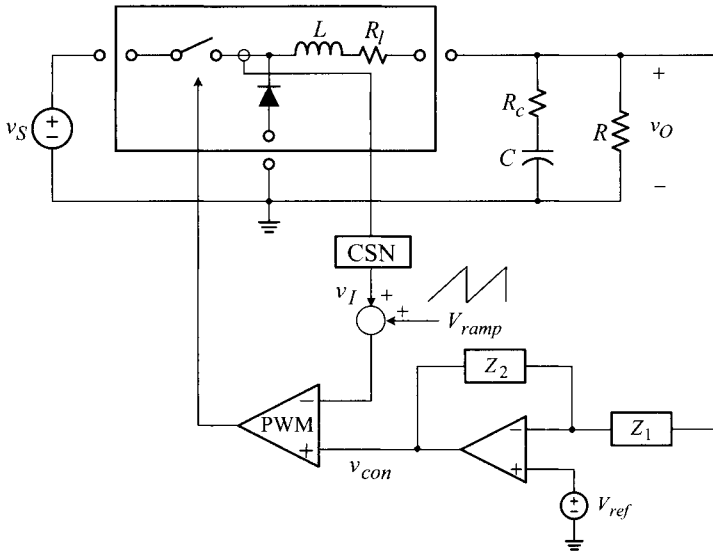 L
R_l
v_S
+
−
R_c
C
R
+
v_O
−
CSN
v_I
+
+
V_ramp
Z_2
PWM
−
+
v_con
−
+
Z_1
+
−
V_ref